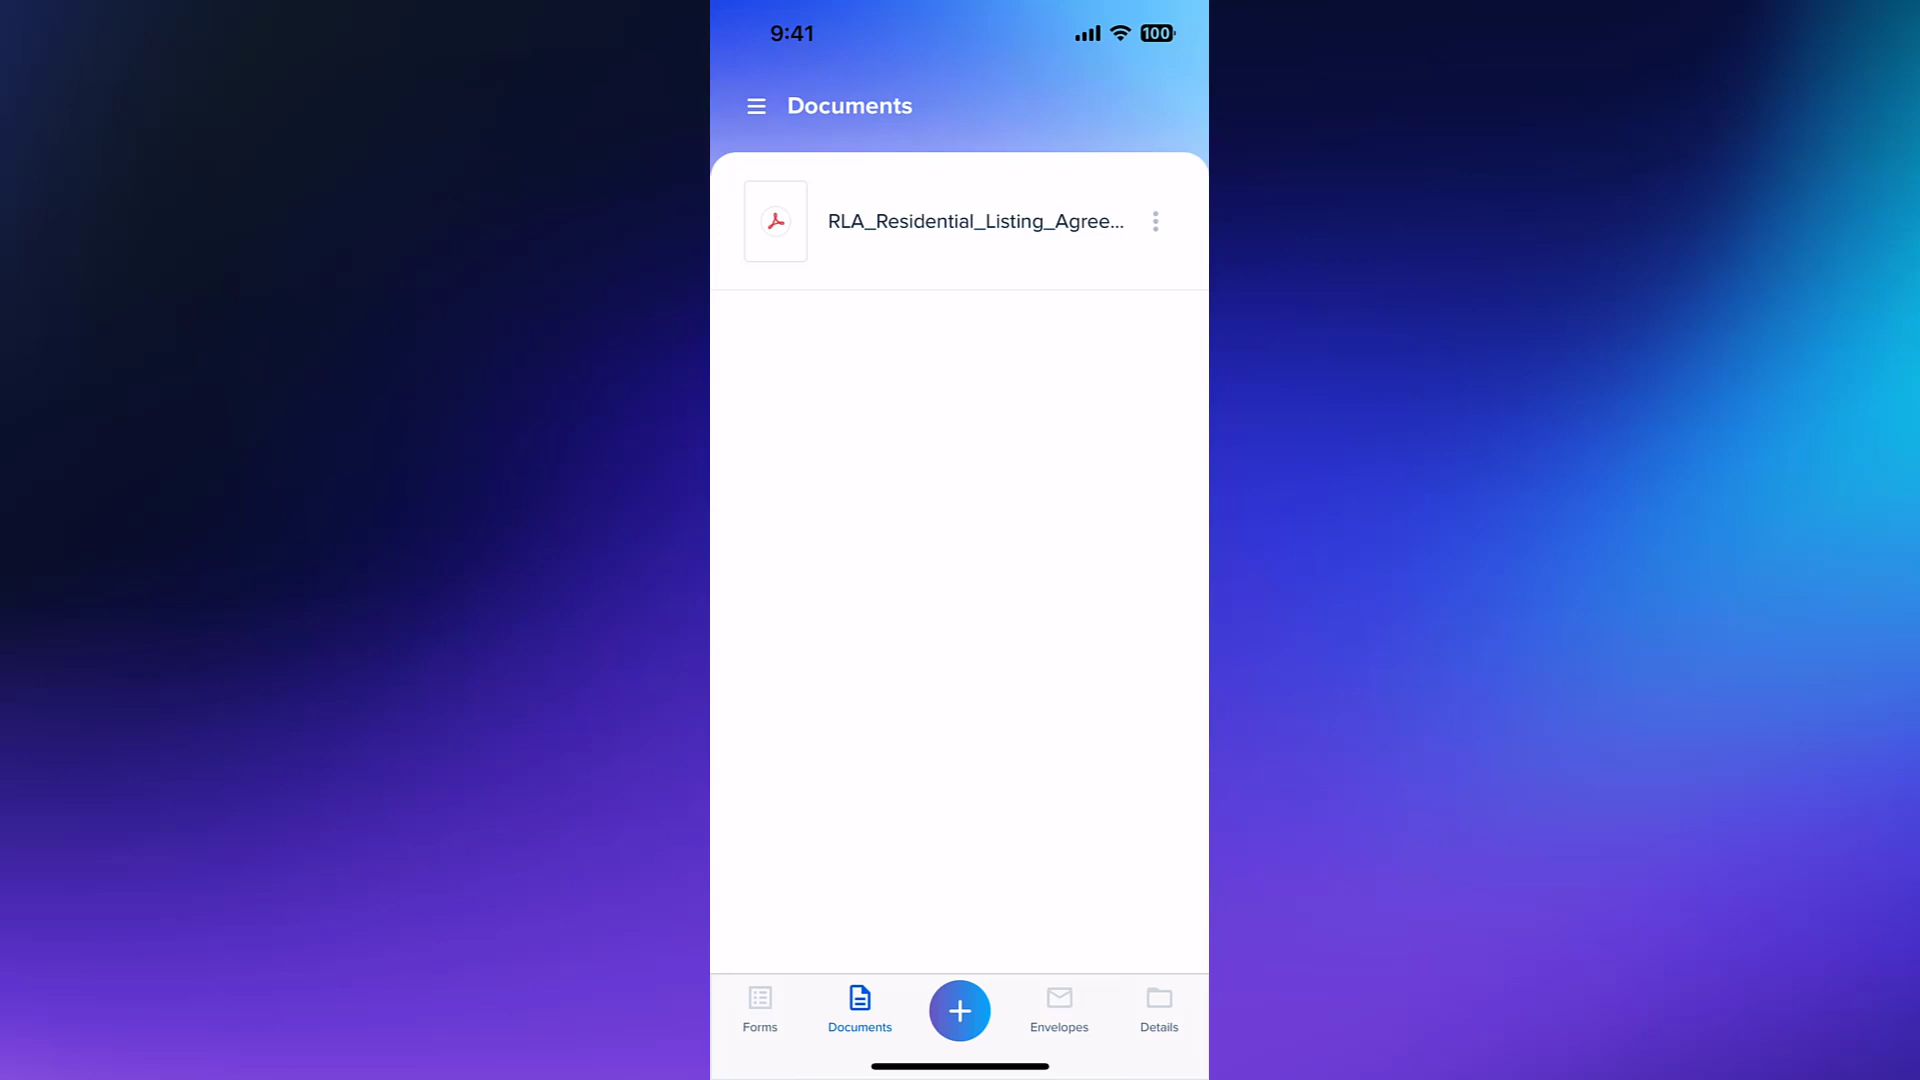 9:41
100
Documents
RLA_Residential_Listing_Agree...
Forms
Documents
Envelopes
Details